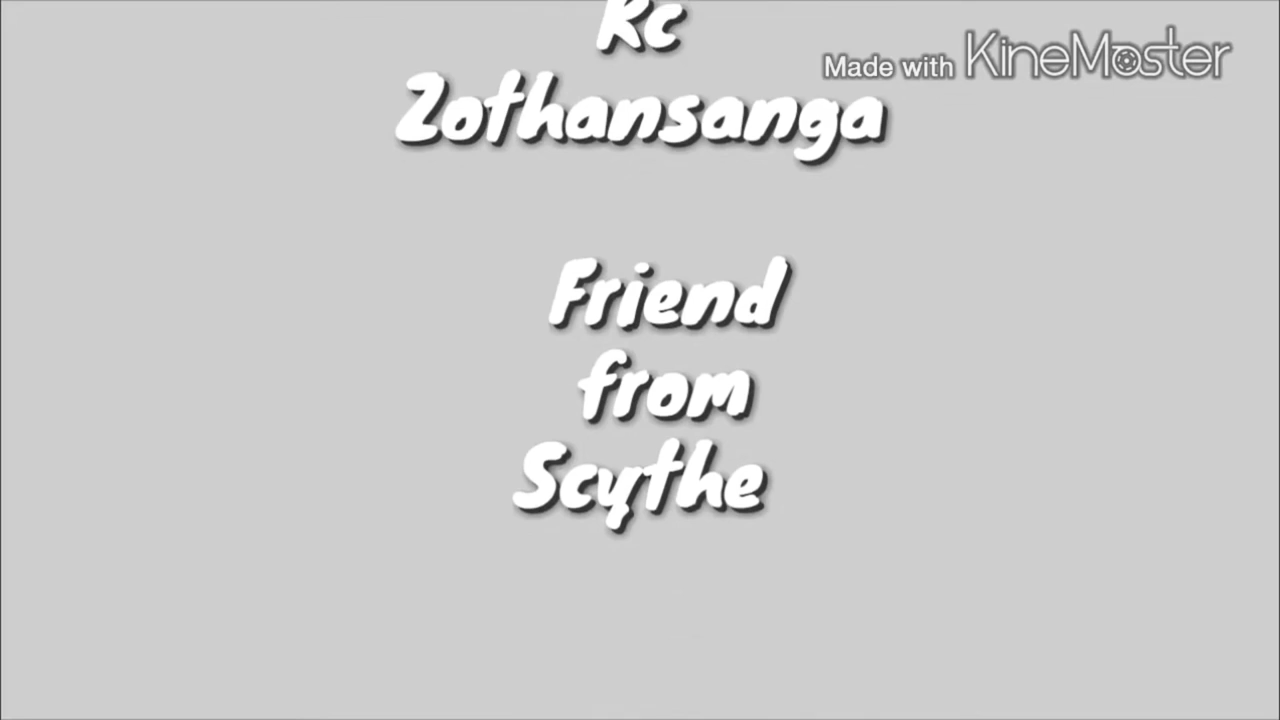 Rc
Made with KineMaster
Zothansanga
Friend
from
Scythe